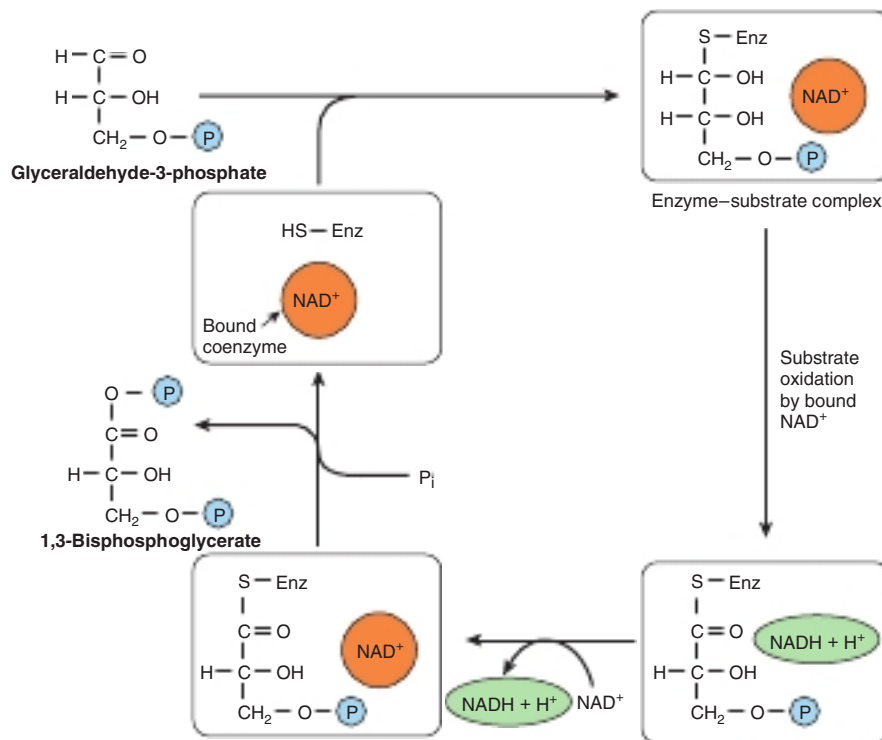 H — C = O
H — C — OH
CH₂ — O — P
Glyceraldehyde-3-phosphate
S — Enz
H — C — OH
H — C — OH
CH₂ — O — P
NAD⁺
Enzyme–substrate complex
HS — Enz
NAD⁺
Bound
coenzyme
Substrate
oxidation
by bound
NAD⁺
O — P
C = O
H — C — OH
CH₂ — O — P
1,3-Bisphosphoglycerate
Pᵢ
S — Enz
C = O
H — C — OH
CH₂ — O — P
NAD⁺
NADH + H⁺
NAD⁺
S — Enz
C = O
H — C — OH
CH₂ — O — P
NADH + H⁺